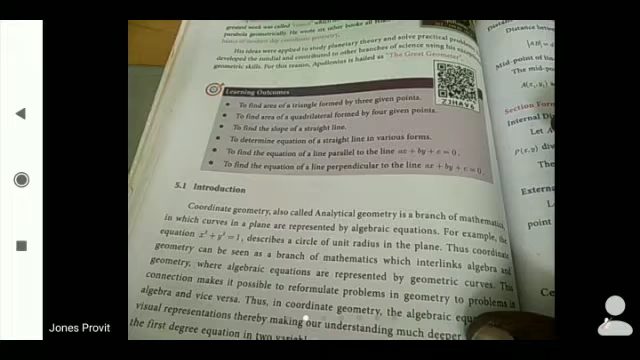 greatest work was called
parabola geometrically. He wrote six other books all
His ideas were applied to study planetary theory and solve practical problems.
developed the sundial and contributed to other branches of science using his
geometric skills. For this reason, Apollonius is hailed as "The Great Geometer".
ZJHAY6
Learning Outcomes
• To find area of a triangle formed by three given points.
• To find area of a quadrilateral formed by four given points.
• To find the slope of a straight line.
• To determine equation of a straight line in various forms.
• To find the equation of a line parallel to the line ax + by + c = 0.
• To find the equation of a line perpendicular to the line ax + by + c = 0.
5.1 Introduction
Coordinate geometry, also called Analytical geometry is a branch of mathematics,
in which curves in a plane are represented by algebraic equations. For example, the
equation x² + y² = 1, describes a circle of unit radius in the plane. Thus coordinate
geometry can be seen as a branch of mathematics which interlinks algebra and
geometry, where algebraic equations are represented by geometric curves. This
connection makes it possible to reformulate problems in geometry to problems in
algebra and vice versa. Thus, in coordinate geometry, the algebraic
visual representations thereby making our understanding much deeper
the first degree equation in two
Distance
Mid-point of
The mid-po
Section Form
Internal
Let A
P(x, y) div
The
Externa
point
Jones Provit